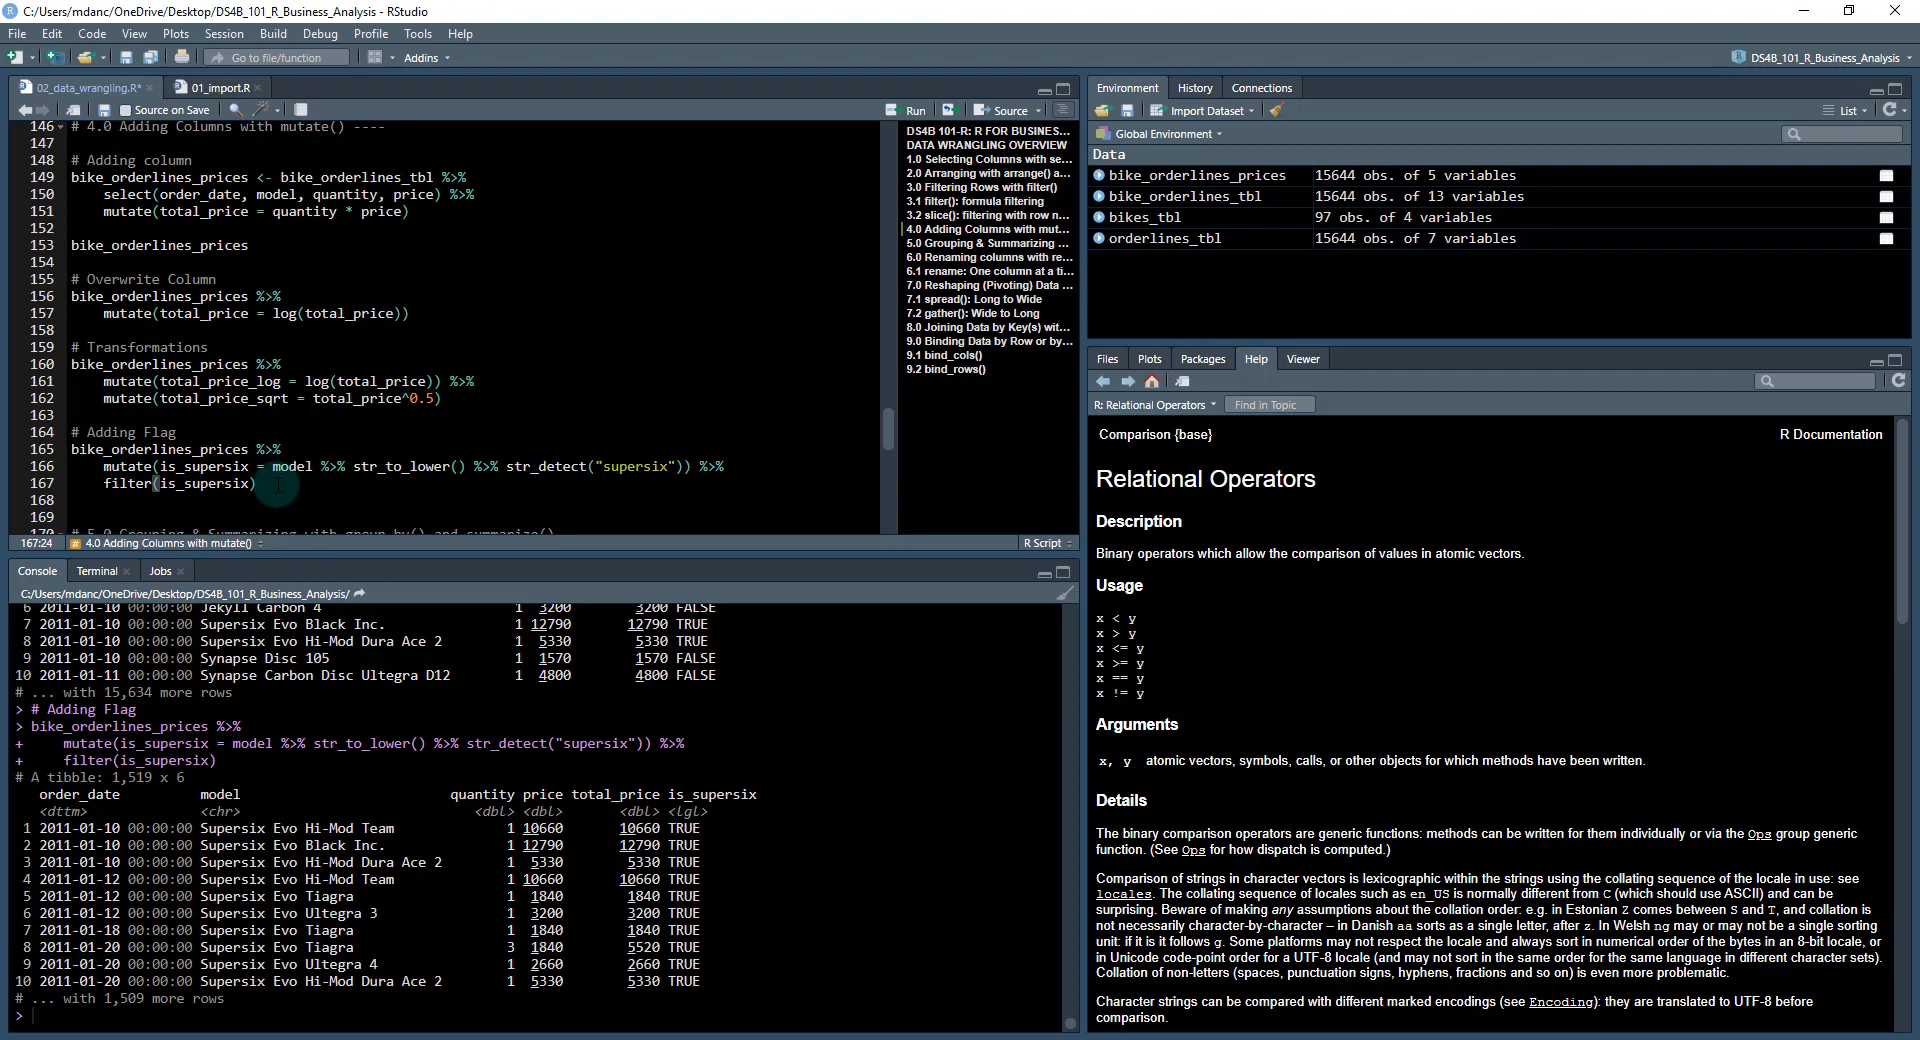 C:/Users/mdanc/OneDrive/Desktop/DS4B_101_R_Business_Analysis - RStudio
File Edit Code View Plots Session Build Debug Profile Tools Help
Go to file/function Addins DS4B_101_R_Business_Analysis
02_data_wrangling.R* 01_import.R
Source on Save Run Source
146 # 4.0 Adding Columns with mutate() ----
147
148 # Adding column
149 bike_orderlines_prices <- bike_orderlines_tbl %>%
150 select(order_date, model, quantity, price) %>%
151 mutate(total_price = quantity * price)
152
153 bike_orderlines_prices
154
155 # Overwrite Column
156 bike_orderlines_prices %>%
157 mutate(total_price = log(total_price))
158
159 # Transformations
160 bike_orderlines_prices %>%
161 mutate(total_price_log = log(total_price)) %>%
162 mutate(total_price_sqrt = total_price^0.5)
163
164 # Adding Flag
165 bike_orderlines_prices %>%
166 mutate(is_supersix = model %>% str_to_lower() %>% str_detect("supersix")) %>%
167 filter(is_supersix)
168
169
170 # 5.0 Grouping & Summarizing with group_by() and summarize()
167:24 4.0 Adding Columns with mutate() R Script
DS4B 101-R: R FOR BUSINES...
DATA WRANGLING OVERVIEW
1.0 Selecting Columns with se...
2.0 Arranging with arrange() a...
3.0 Filtering Rows with filter()
3.1 filter(): formula filtering
3.2 slice(): filtering with row n...
4.0 Adding Columns with mut...
5.0 Grouping & Summarizing ...
6.0 Renaming columns with re...
6.1 rename: One column at a ti...
7.0 Reshaping (Pivoting) Data ...
7.1 spread(): Long to Wide
7.2 gather(): Wide to Long
8.0 Joining Data by Key(s) wit...
9.0 Binding Data by Row or by...
9.1 bind_cols()
9.2 bind_rows()
Console Terminal Jobs
C:/Users/mdanc/OneDrive/Desktop/DS4B_101_R_Business_Analysis/
6 2011-01-10 00:00:00 Jekyll Carbon 4 1 3200 3200 FALSE
7 2011-01-10 00:00:00 Supersix Evo Black Inc. 1 12790 12790 TRUE
8 2011-01-10 00:00:00 Supersix Evo Hi-Mod Dura Ace 2 1 5330 5330 TRUE
9 2011-01-10 00:00:00 Synapse Disc 105 1 1570 1570 FALSE
10 2011-01-11 00:00:00 Synapse Carbon Disc Ultegra D12 1 4800 4800 FALSE
# ... with 15,634 more rows
> # Adding Flag
> bike_orderlines_prices %>%
+ mutate(is_supersix = model %>% str_to_lower() %>% str_detect("supersix")) %>%
+ filter(is_supersix)
# A tibble: 1,519 x 6
order_date model quantity price total_price is_supersix
<dttm> <chr> <dbl> <dbl> <dbl> <lgl>
1 2011-01-10 00:00:00 Supersix Evo Hi-Mod Team 1 10660 10660 TRUE
2 2011-01-10 00:00:00 Supersix Evo Black Inc. 1 12790 12790 TRUE
3 2011-01-10 00:00:00 Supersix Evo Hi-Mod Dura Ace 2 1 5330 5330 TRUE
4 2011-01-12 00:00:00 Supersix Evo Hi-Mod Team 1 10660 10660 TRUE
5 2011-01-12 00:00:00 Supersix Evo Tiagra 1 1840 1840 TRUE
6 2011-01-12 00:00:00 Supersix Evo Ultegra 3 1 3200 3200 TRUE
7 2011-01-18 00:00:00 Supersix Evo Tiagra 1 1840 1840 TRUE
8 2011-01-20 00:00:00 Supersix Evo Tiagra 3 1840 5520 TRUE
9 2011-01-20 00:00:00 Supersix Evo Ultegra 4 1 2660 2660 TRUE
10 2011-01-20 00:00:00 Supersix Evo Hi-Mod Dura Ace 2 1 5330 5330 TRUE
# ... with 1,509 more rows
>
Environment History Connections
Import Dataset List
Global Environment
Data
bike_orderlines_prices 15644 obs. of 5 variables
bike_orderlines_tbl 15644 obs. of 13 variables
bikes_tbl 97 obs. of 4 variables
orderlines_tbl 15644 obs. of 7 variables
Files Plots Packages Help Viewer
R: Relational Operators Find in Topic
Comparison {base} R Documentation
Relational Operators
Description
Binary operators which allow the comparison of values in atomic vectors.
Usage
x < y
x > y
x <= y
x >= y
x == y
x != y
Arguments
x, y atomic vectors, symbols, calls, or other objects for which methods have been written.
Details
The binary comparison operators are generic functions: methods can be written for them individually or via the Ops group generic
function. (See Ops for how dispatch is computed.)
Comparison of strings in character vectors is lexicographic within the strings using the collating sequence of the locale in use: see
locales. The collating sequence of locales such as en_US is normally different from C (which should use ASCII) and can be
surprising. Beware of making any assumptions about the collation order: e.g. in Estonian Z comes between S and T, and collation is
not necessarily character-by-character – in Danish aa sorts as a single letter, after z. In Welsh ng may or may not be a single sorting
unit: if it is it follows g. Some platforms may not respect the locale and always sort in numerical order of the bytes in an 8-bit locale, or
in Unicode code-point order for a UTF-8 locale (and may not sort in the same order for the same language in different character sets).
Collation of non-letters (spaces, punctuation signs, hyphens, fractions and so on) is even more problematic.
Character strings can be compared with different marked encodings (see Encoding): they are translated to UTF-8 before
comparison.